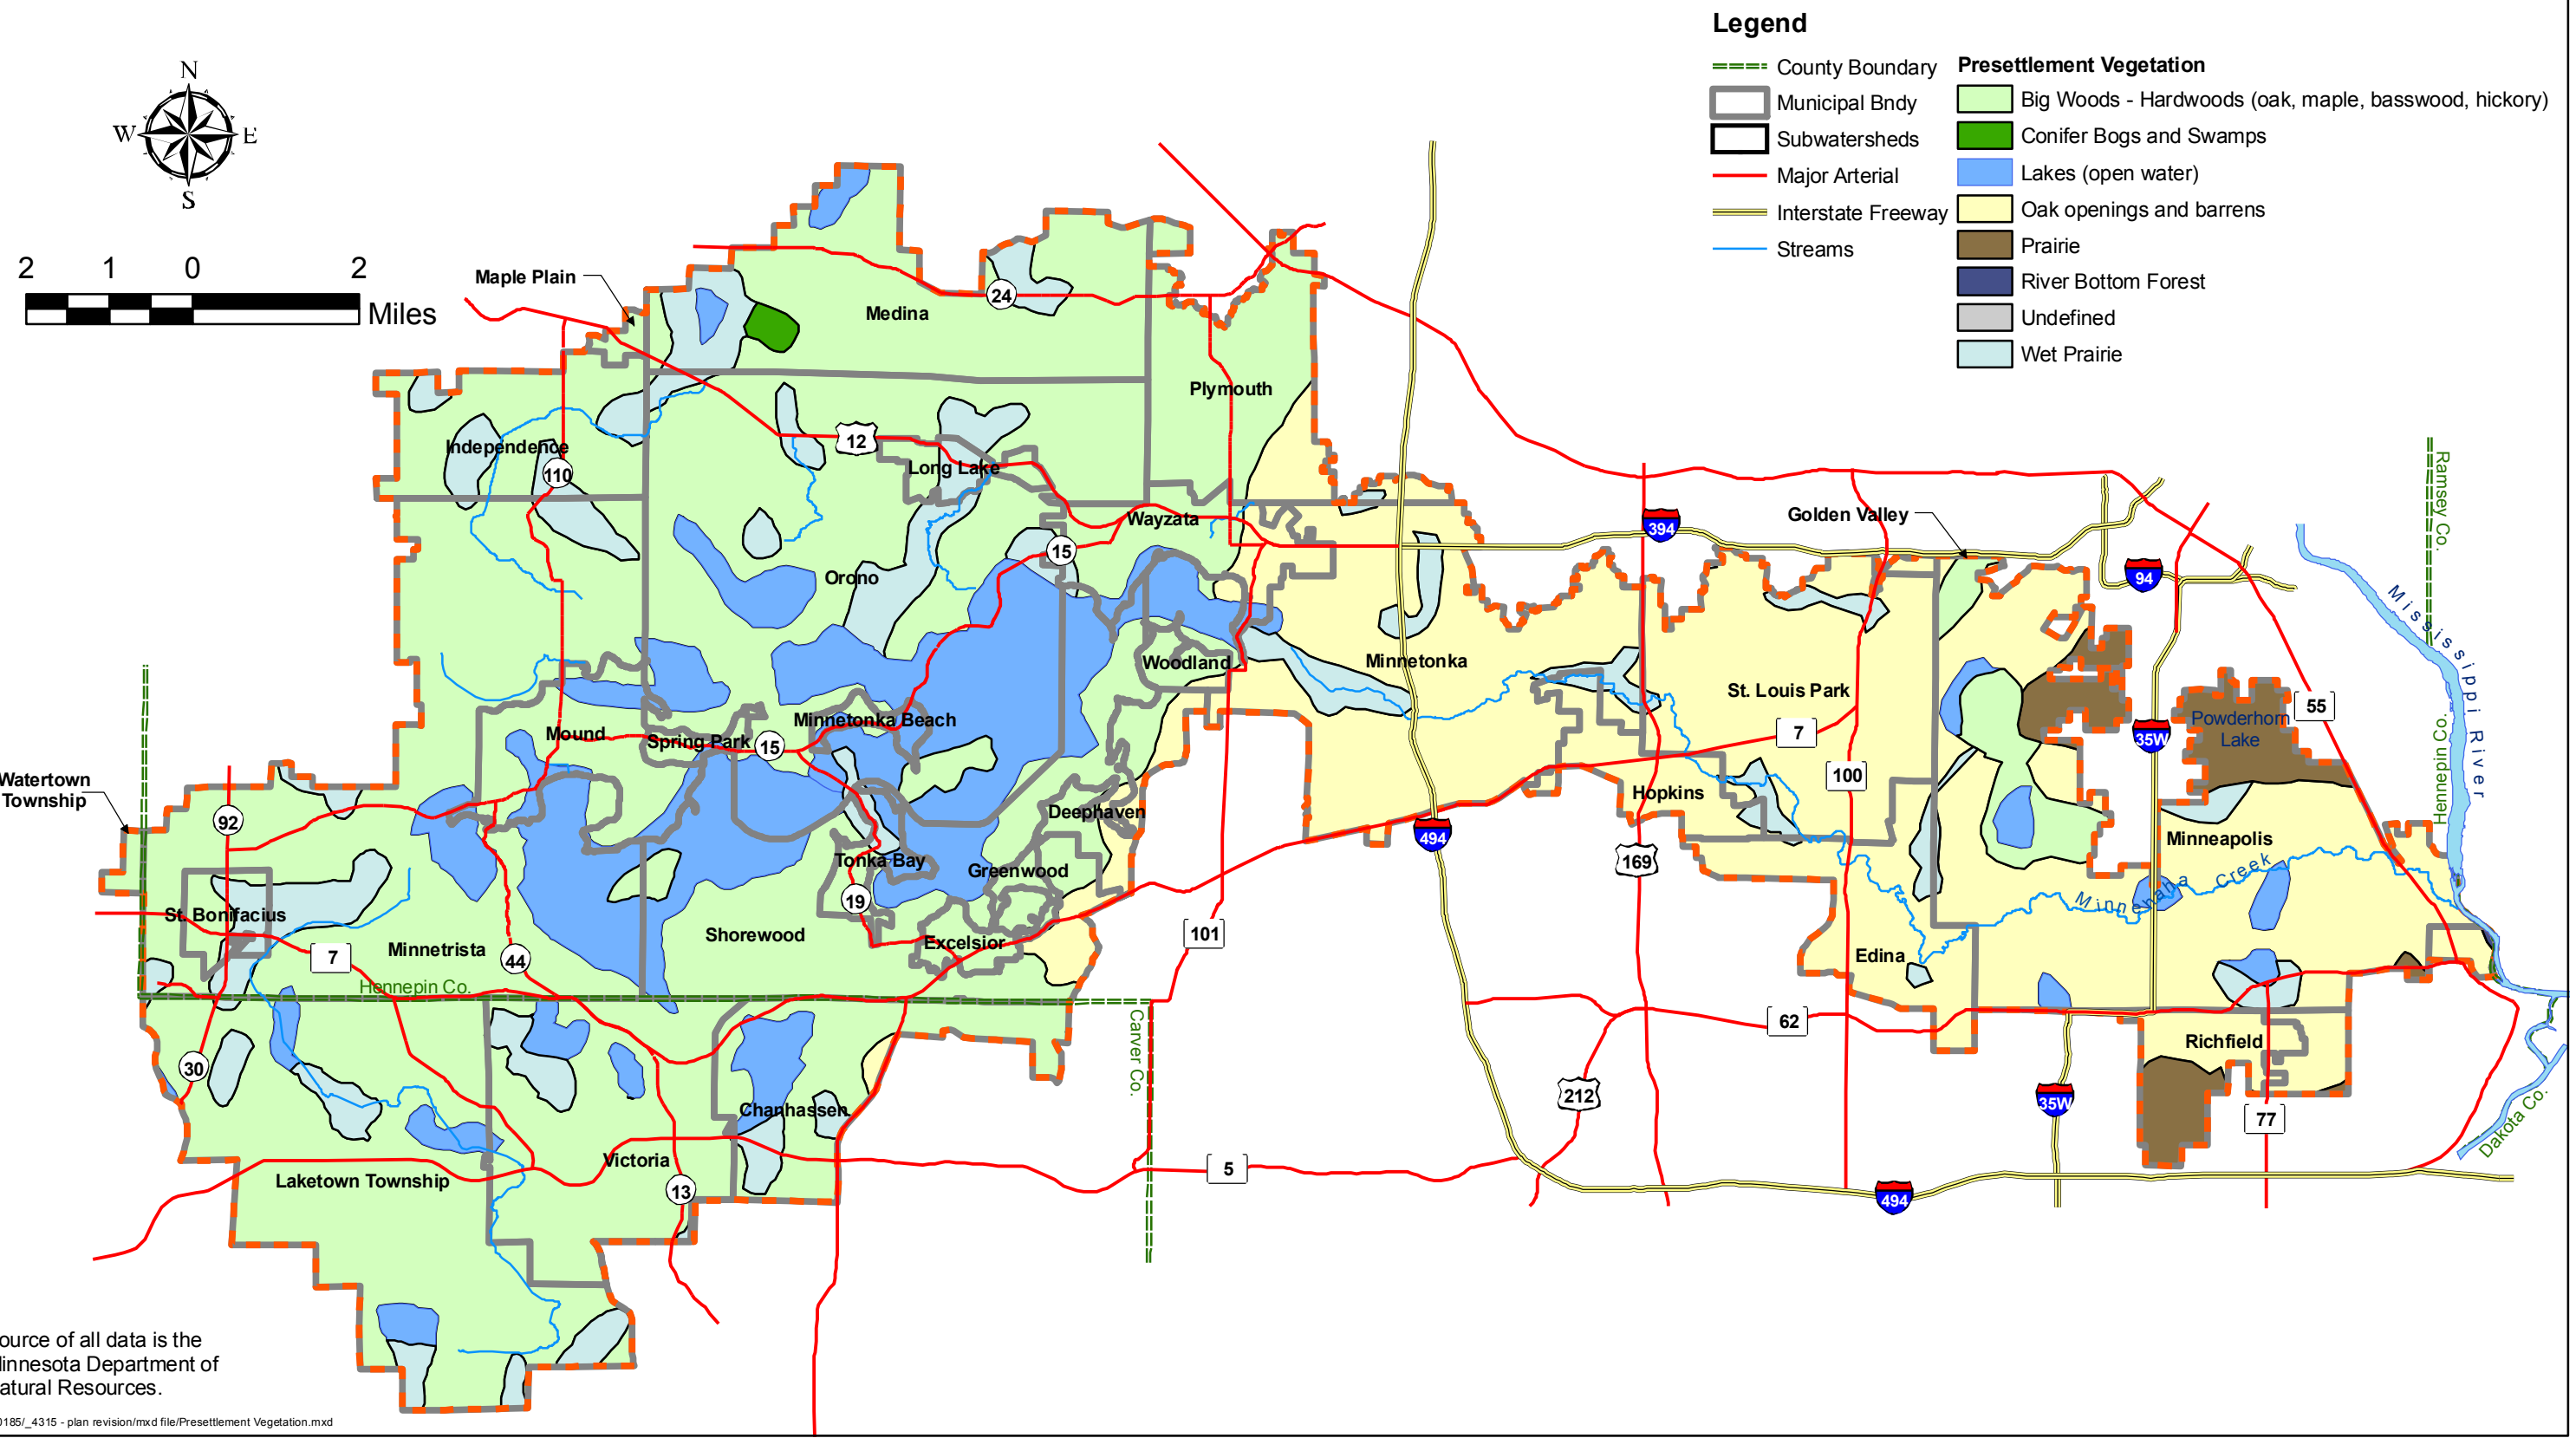 Legend
County Boundary
Municipal Bndy
Subwatersheds
Major Arterial
Interstate Freeway
Streams
Presettlement Vegetation
Big Woods - Hardwoods (oak, maple, basswood, hickory)
Conifer Bogs and Swamps
Lakes (open water)
Oak openings and barrens
Prairie
River Bottom Forest
Undefined
Wet Prairie
N
W E
S
2 1 0 2
Miles
Maple Plain
24
Medina
Plymouth
Independence
110
12
Long Lake
Wayzata
15
Orono
394
Golden Valley
94
Ramsey Co.
Hennepin Co.
Mississippi River
Woodland
Minnetonka
St. Louis Park
Minnetonka Beach
Mound
Spring Park
15
7
100
35W
Powderhorn
Lake
55
Watertown
Township
92
Deephaven
Hopkins
494
169
Minneapolis
Minnehaha Creek
Tonka Bay
Greenwood
19
St. Bonifacius
7
Minnetrista
44
Shorewood
Excelsior
101
Edina
Hennepin Co.
Carver Co.
62
Richfield
30
Chanhassen
212
35W
77
Dakota Co.
Laketown Township
Victoria
13
5
494
ource of all data is the
innesota Department of
atural Resources.
0185/_4315 - plan revision/mxd file/Presettlement Vegetation.mxd